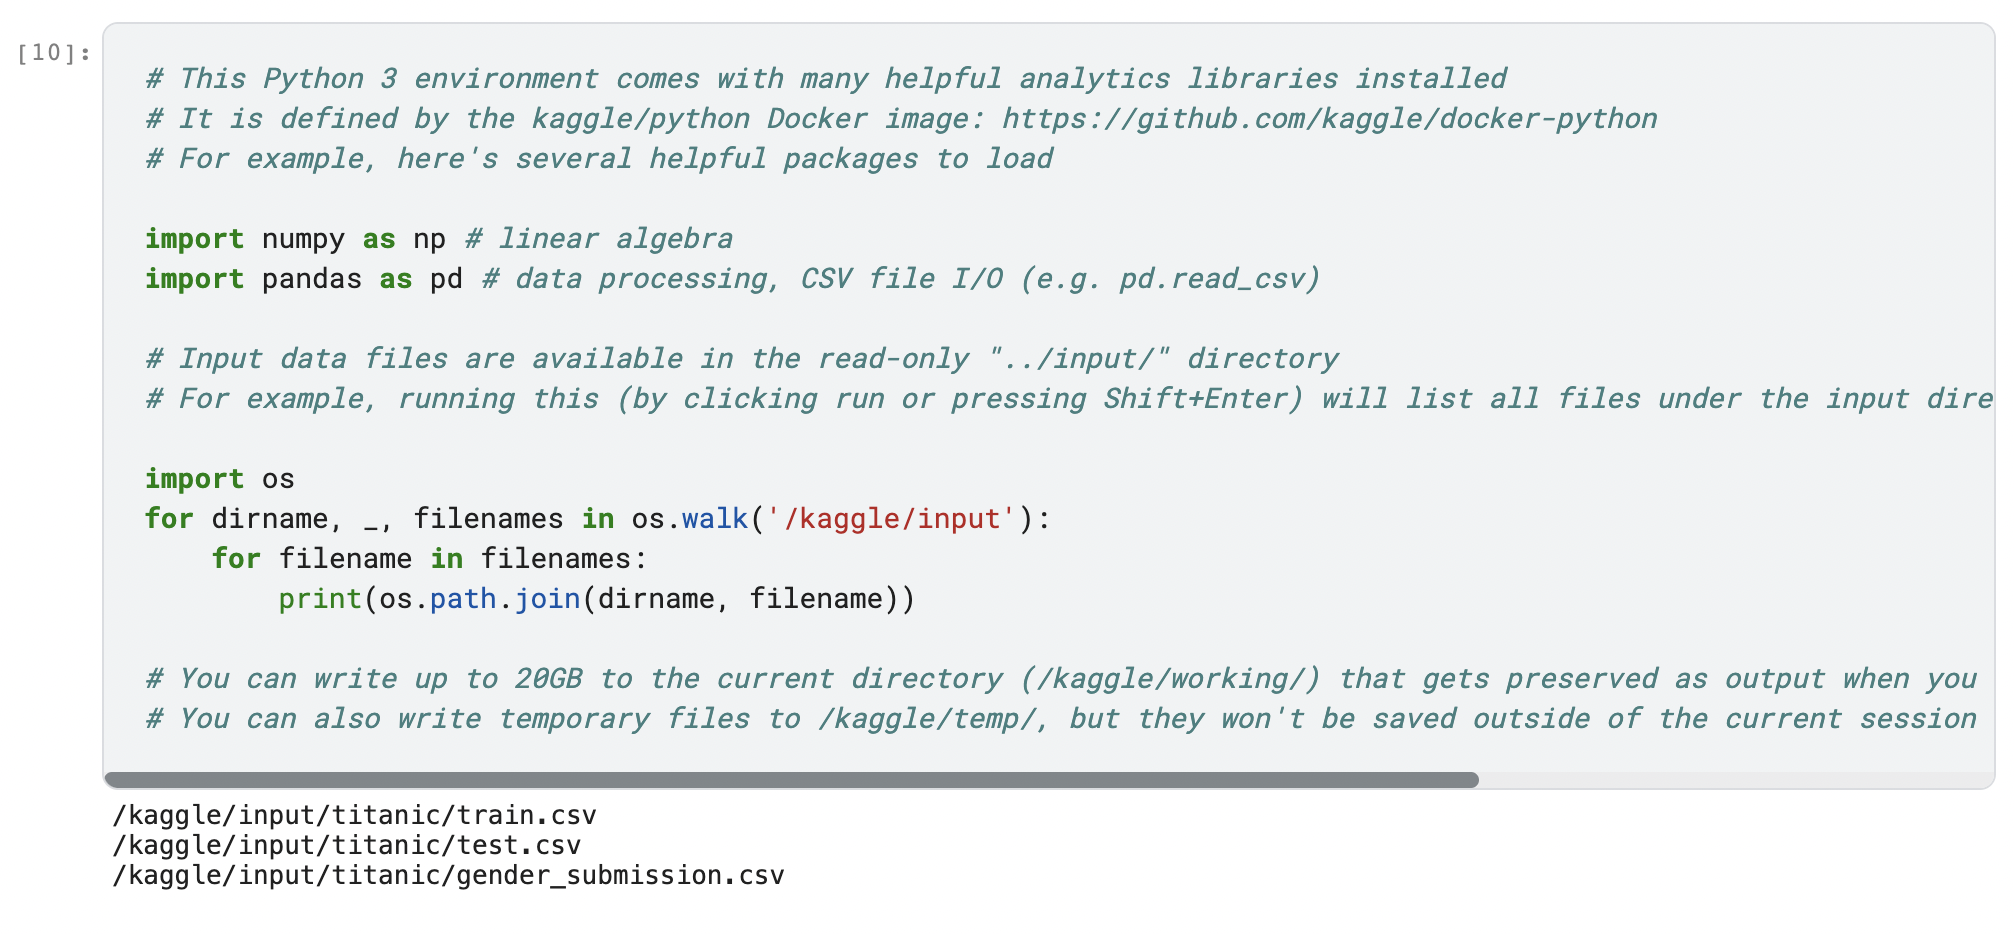 [10]:
# This Python 3 environment comes with many helpful analytics libraries installed
# It is defined by the kaggle/python Docker image: https://github.com/kaggle/docker-python
# For example, here's several helpful packages to load
import numpy as np # linear algebra
import pandas as pd # data processing, CSV file I/O (e.g. pd.read_csv)
# Input data files are available in the read-only "../input/" directory
# For example, running this (by clicking run or pressing Shift+Enter) will list all files under the input dire
import os
for dirname, _, filenames in os.walk('/kaggle/input'):
    for filename in filenames:
        print(os.path.join(dirname, filename))
# You can write up to 20GB to the current directory (/kaggle/working/) that gets preserved as output when you
# You can also write temporary files to /kaggle/temp/, but they won't be saved outside of the current session
/kaggle/input/titanic/train.csv
/kaggle/input/titanic/test.csv
/kaggle/input/titanic/gender_submission.csv